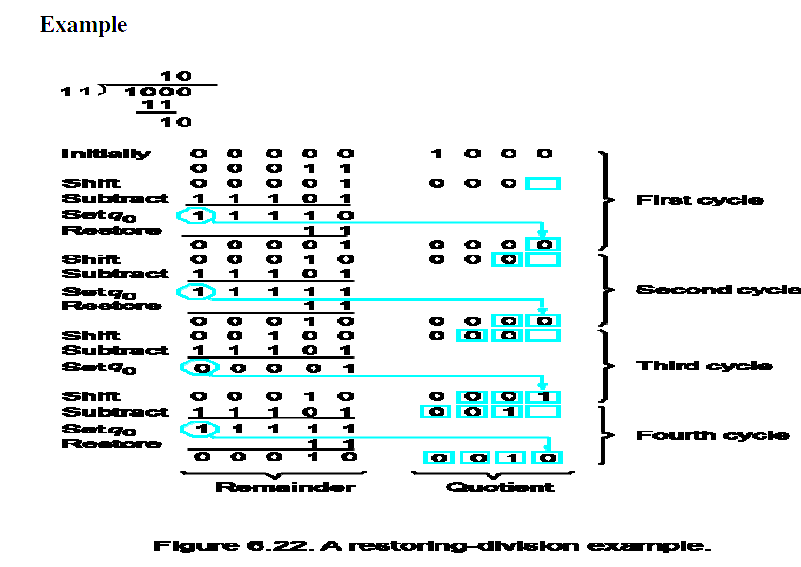 Example
10
11 ) 1000
11
10
Initially 0 0 0 0 0 1 0 0 0
0 0 0 1 1
Shift 0 0 0 0 1 0 0 0
Subtract 1 1 1 0 1
First cycle
Set q0 1 1 1 1 0
Restore 1 1
0 0 0 0 1 0 0 0 0
Shift 0 0 0 1 0 0 0 0
Subtract 1 1 1 0 1
Set q0 1 1 1 1 1 Second cycle
Restore 1 1
0 0 0 1 0 0 0 0 0
Shift 0 0 1 0 0 0 0 0
Subtract 1 1 1 0 1
Set q0 0 0 0 0 1 Third cycle
Shift 0 0 0 1 0 0 0 0 1
Subtract 1 1 1 0 1 0 0 1
Set q0 1 1 1 1 1 Fourth cycle
Restore 1 1
0 0 0 1 0 0 0 1 0
Remainder Quotient
Figure 6.22. A restoring-division example.